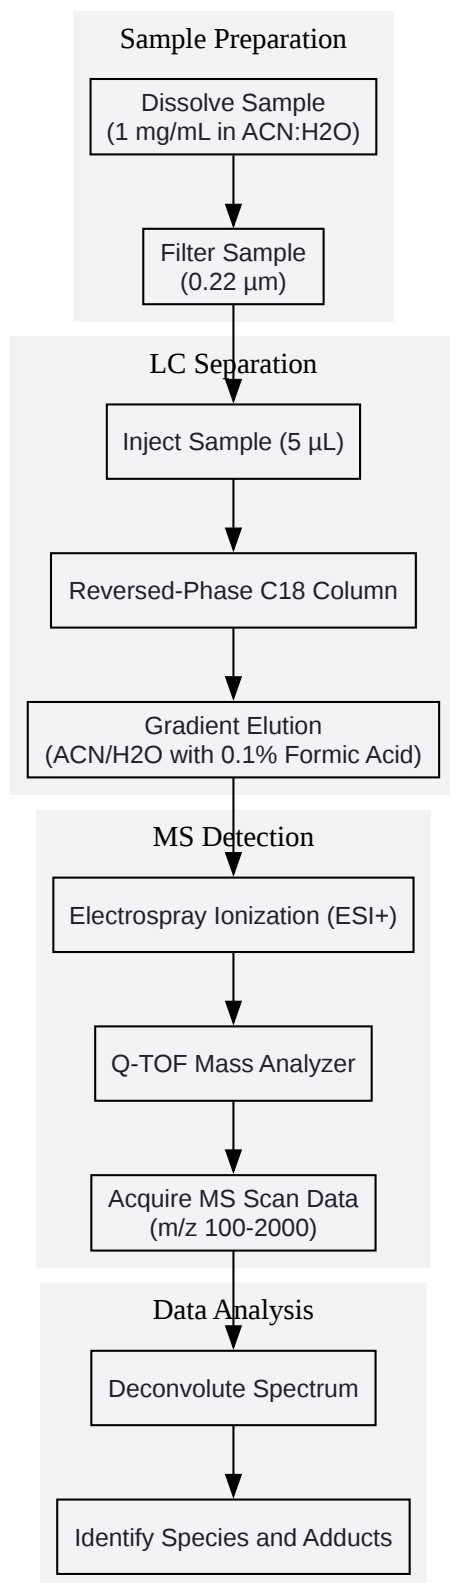 Sample Preparation
Dissolve Sample
(1 mg/mL in ACN:H2O)
Filter Sample
(0.22 µm)
LC Separation
Inject Sample (5 µL)
Reversed-Phase C18 Column
Gradient Elution
(ACN/H2O with 0.1% Formic Acid)
MS Detection
Electrospray Ionization (ESI+)
Q-TOF Mass Analyzer
Acquire MS Scan Data
(m/z 100-2000)
Data Analysis
Deconvolute Spectrum
Identify Species and Adducts